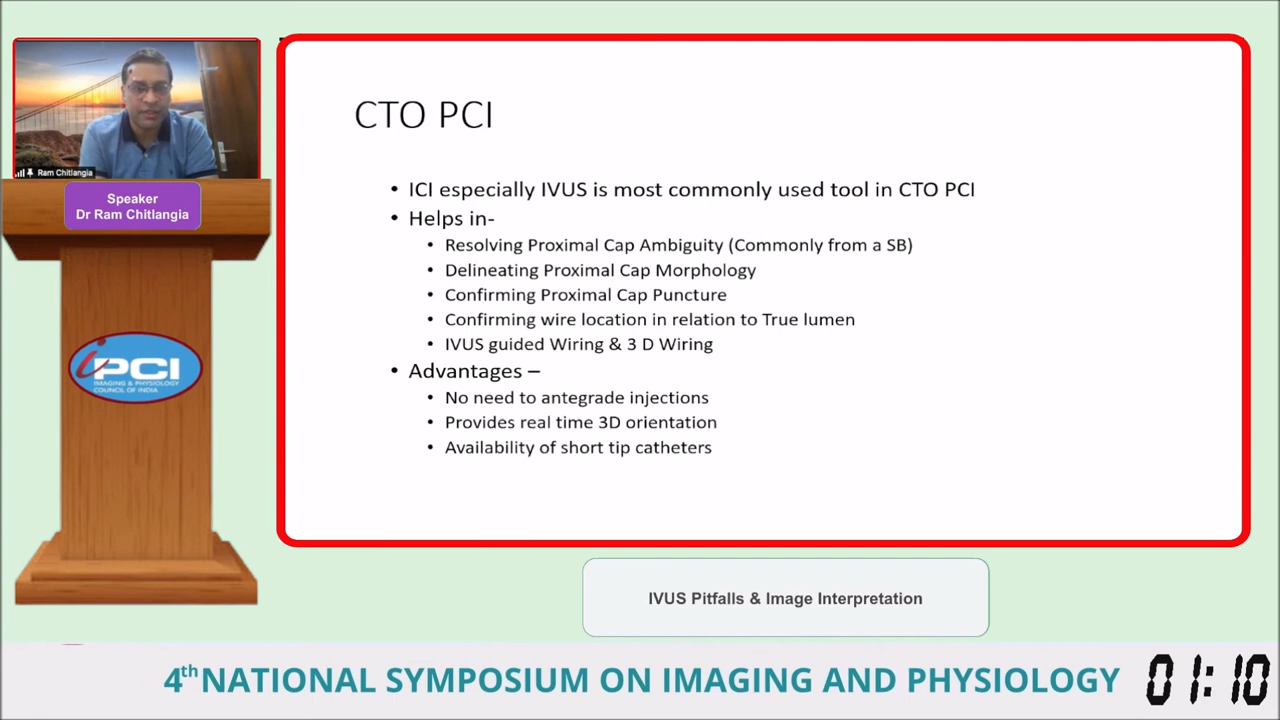 Ram Chitlangia
Speaker
Dr Ram Chitlangia
iPCI
IMAGING & PHYSIOLOGY
COUNCIL OF INDIA
CTO PCI
• ICI especially IVUS is most commonly used tool in CTO PCI
• Helps in-
• Resolving Proximal Cap Ambiguity (Commonly from a SB)
• Delineating Proximal Cap Morphology
• Confirming Proximal Cap Puncture
• Confirming wire location in relation to True lumen
• IVUS guided Wiring & 3 D Wiring
• Advantages –
• No need to antegrade injections
• Provides real time 3D orientation
• Availability of short tip catheters
IVUS Pitfalls & Image Interpretation
4th NATIONAL SYMPOSIUM ON IMAGING AND PHYSIOLOGY
01:10